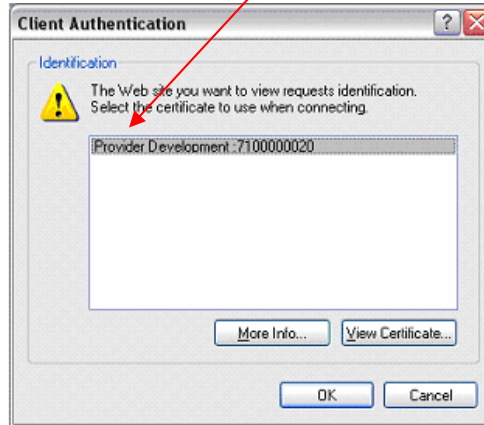 Client Authentication
Identification
The Web site you want to view requests identification.
Select the certificate to use when connecting.
Provider Development :7100000020
More Info...
View Certificate...
OK
Cancel